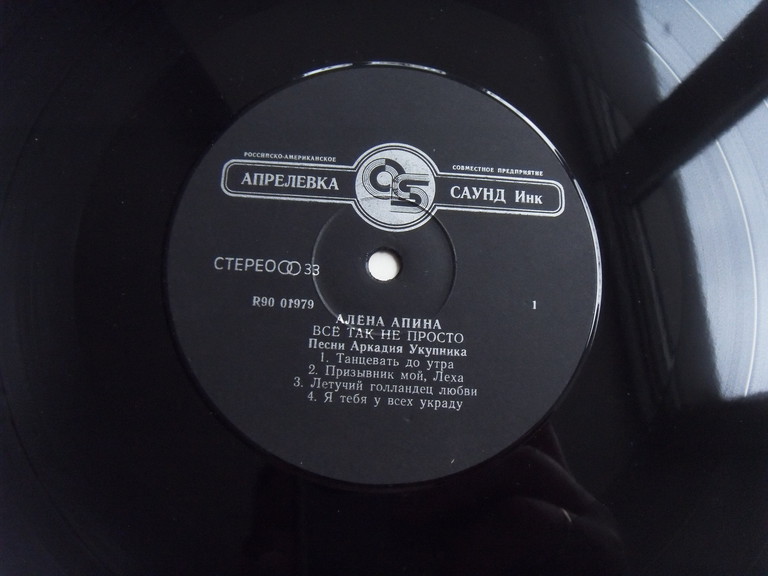 РОССИЙСКО-АМЕРИКАНСКОЕ СОВМЕСТНОЕ ПРЕДПРИЯТИЕ
АПРЕЛЕВКА AS САУНД Инк
СТЕРЕО 33
R90 01979 1
АЛЕНА АПИНА
ВСЕ ТАК НЕ ПРОСТО
Песни Аркадия Укупника
1. Танцевать до утра
2. Призывник мой, Леха
3. Летучий голландец любви
4. Я тебя у всех украду